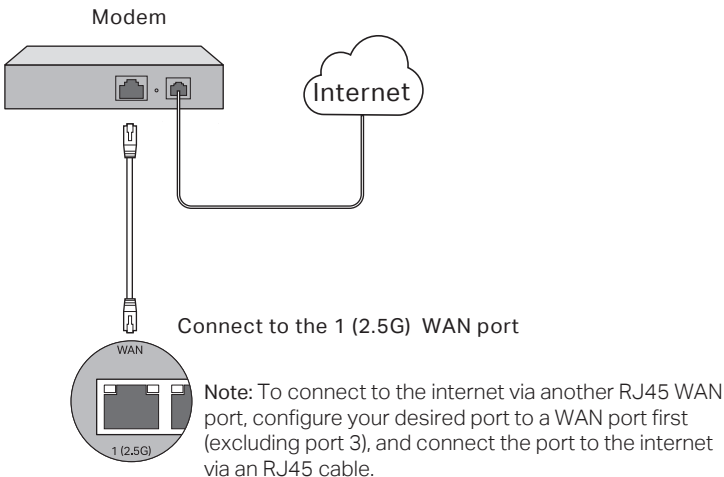 Modem
Internet
Connect to the 1 (2.5G) WAN port
WAN
1 (2.5G)
Note: To connect to the internet via another RJ45 WAN
port, configure your desired port to a WAN port first
(excluding port 3), and connect the port to the internet
via an RJ45 cable.